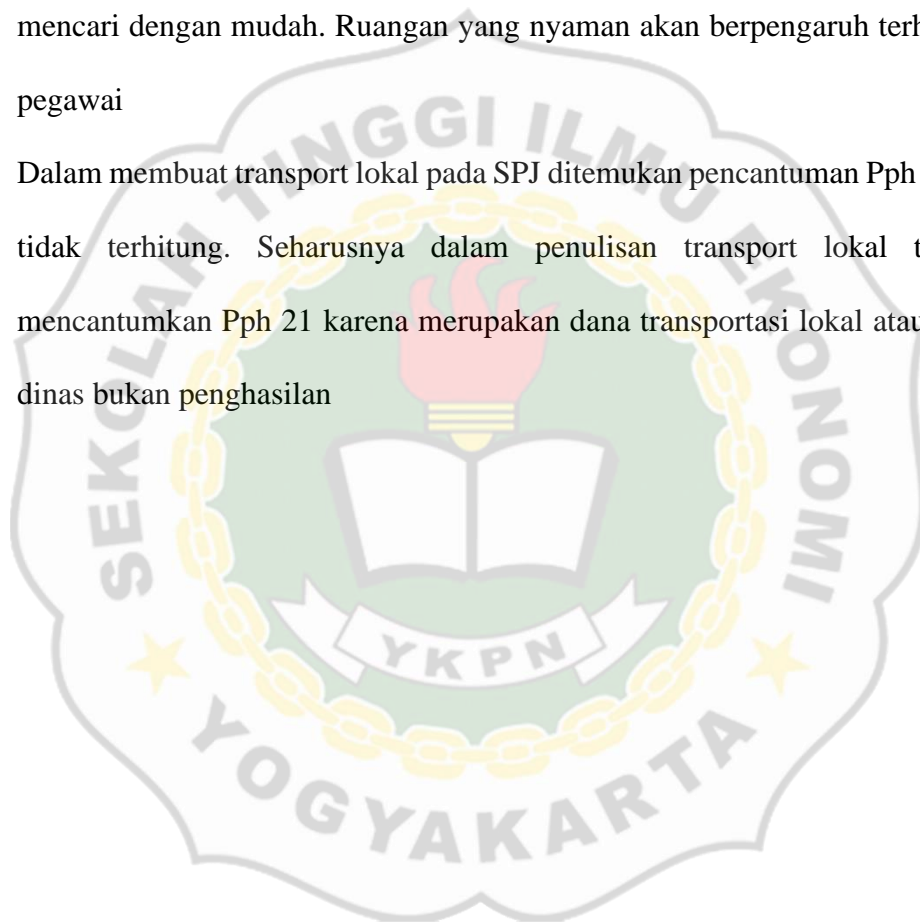 mencari dengan mudah. Ruangan yang nyaman akan berpengaruh
pegawai
Dalam membuat transport lokal pada SPJ ditemukan pencantuman Pph
tidak terhitung. Seharusnya dalam penulisan transport lokal
mencantumkan Pph 21 karena merupakan dana transportasi lokal atau
dinas bukan penghasilan
SEKOLAH TINGGI ILMU EKONOMI
YKPN
YOGYAKARTA